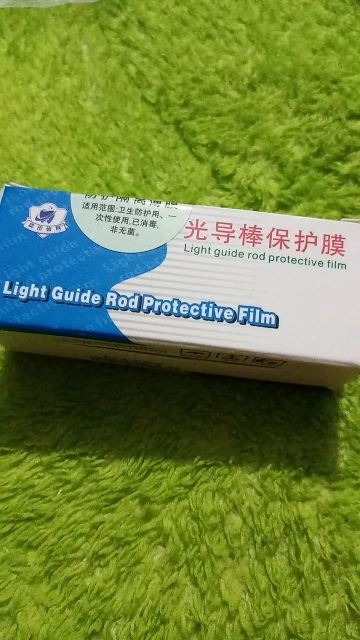 防护隔离薄膜
适用范围:卫生防护用、一
次性使用,已消毒,
非无菌。
光导棒保护膜
Light guide rod protective film
Light Guide Rod Protective Film